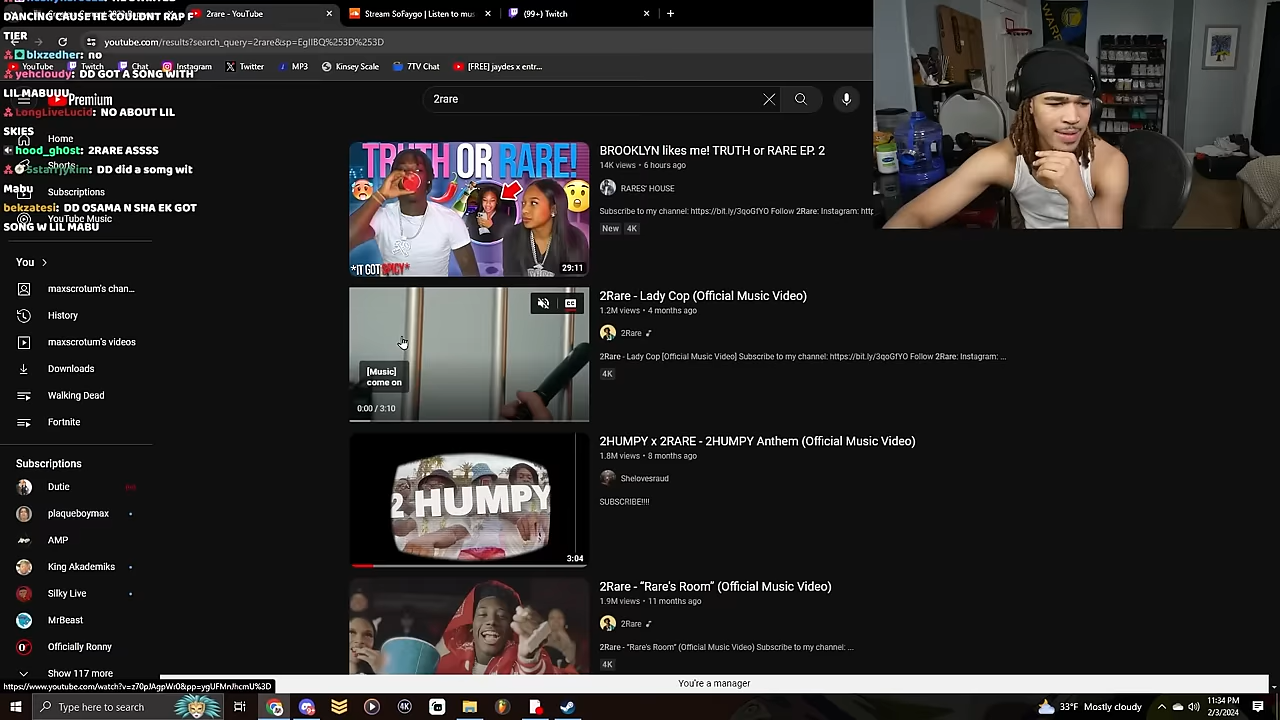 DANCING CAUSE COULDNT RAP F
TIER
blxzedher: no
yehcloudy: DD GOT A SONG WITH
LIL MABUUU
LongLiveLucid: NO ABOUT LIL
SKIES
hood_gh0st: 2RARE ASSSS
5starrykim: DD did a somg wit
Mabu
bekzatesi: DD OSAMA N SHA EK GOT
SONG W LIL MABU
2rare - YouTube
Stream SoFaygo | Listen to mus
(99+) Twitch
youtube.com/results?search_query=2rare&sp=EgIIBQ%253D%253D
YouTube
Twitch
Chat
Instagram
Twitter
MP3
Kinsey Scale
7TV Chat
[FREE] jaydes x entr...
Premium
2rare
Home
Shorts
Subscriptions
YouTube Music
You
maxscrotum's chan...
History
maxscrotum's videos
Downloads
Walking Dead
Fortnite
Subscriptions
Dutie
plaqueboymax
AMP
King Akademiks
Silky Live
MrBeast
Officially Ronny
Show 117 more
TRUTH OR RARE!
*IT GOT SPICY*
29:11
BROOKLYN likes me! TRUTH or RARE EP. 2
14K views • 6 hours ago
RARES' HOUSE
Subscribe to my channel: https://bit.ly/3qoGfYO Follow 2Rare: Instagram: http
New 4K
[Music]
come on
0:00 / 3:10
2Rare - Lady Cop (Official Music Video)
1.2M views • 4 months ago
2Rare
2Rare - Lady Cop [Official Music Video] Subscribe to my channel: https://bit.ly/3qoGfYO Follow 2Rare: Instagram: ...
4K
2 HUMPY
3:04
2HUMPY x 2RARE - 2HUMPY Anthem (Official Music Video)
1.8M views • 8 months ago
Shelovesraud
SUBSCRIBE!!!!
2Rare - “Rare's Room” (Official Music Video)
1.9M views • 11 months ago
2Rare
2Rare - “Rare's Room” (Official Music Video) Subscribe to my channel: ...
4K
You're a manager
https://www.youtube.com/watch?v=z70pJAgpWr0&pp=ygUFMnJhcmU%3D
Type here to search
33°F Mostly cloudy
11:34 PM
2/3/2024